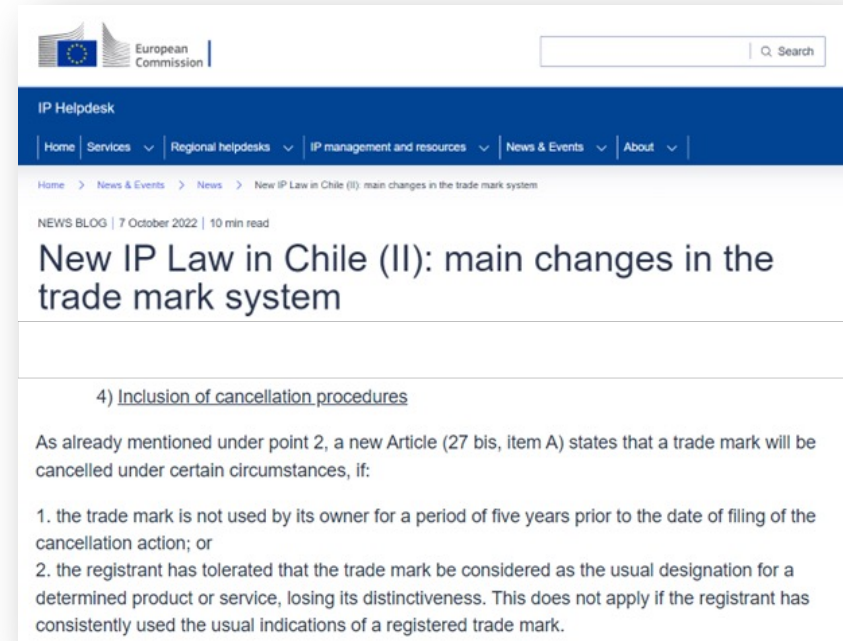 European
Commission
Search
IP Helpdesk
Home Services Regional helpdesks IP management and resources News & Events About
Home > News & Events > News > New IP Law in Chile (II): main changes in the trade mark system
NEWS BLOG | 7 October 2022 | 10 min read
New IP Law in Chile (II): main changes in the
trade mark system
4) Inclusion of cancellation procedures
As already mentioned under point 2, a new Article (27 bis, item A) states that a trade mark will be
cancelled under certain circumstances, if:
1. the trade mark is not used by its owner for a period of five years prior to the date of filing of the
cancellation action; or
2. the registrant has tolerated that the trade mark be considered as the usual designation for a
determined product or service, losing its distinctiveness. This does not apply if the registrant has
consistently used the usual indications of a registered trade mark.